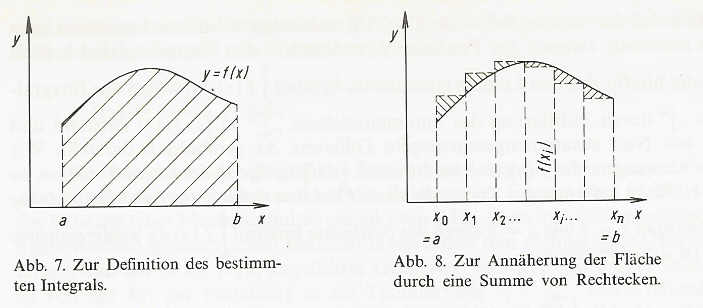 y
y=f(x)
a
b
x
Abb. 7. Zur Definition des bestimm-
ten Integrals.
y
f(xᵢ)
x₀ x₁ x₂... xᵢ... xₙ x
=a =b
Abb. 8. Zur Annäherung der Fläche
durch eine Summe von Rechtecken.